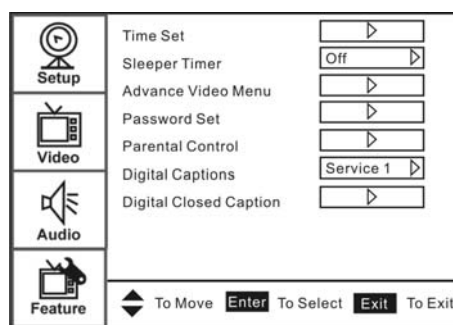 Setup
Video
Audio
Feature
Time Set
Sleeper Timer Off
Advance Video Menu
Password Set
Parental Control
Digital Captions Service 1
Digital Closed Caption
To Move Enter To Select Exit To Exit